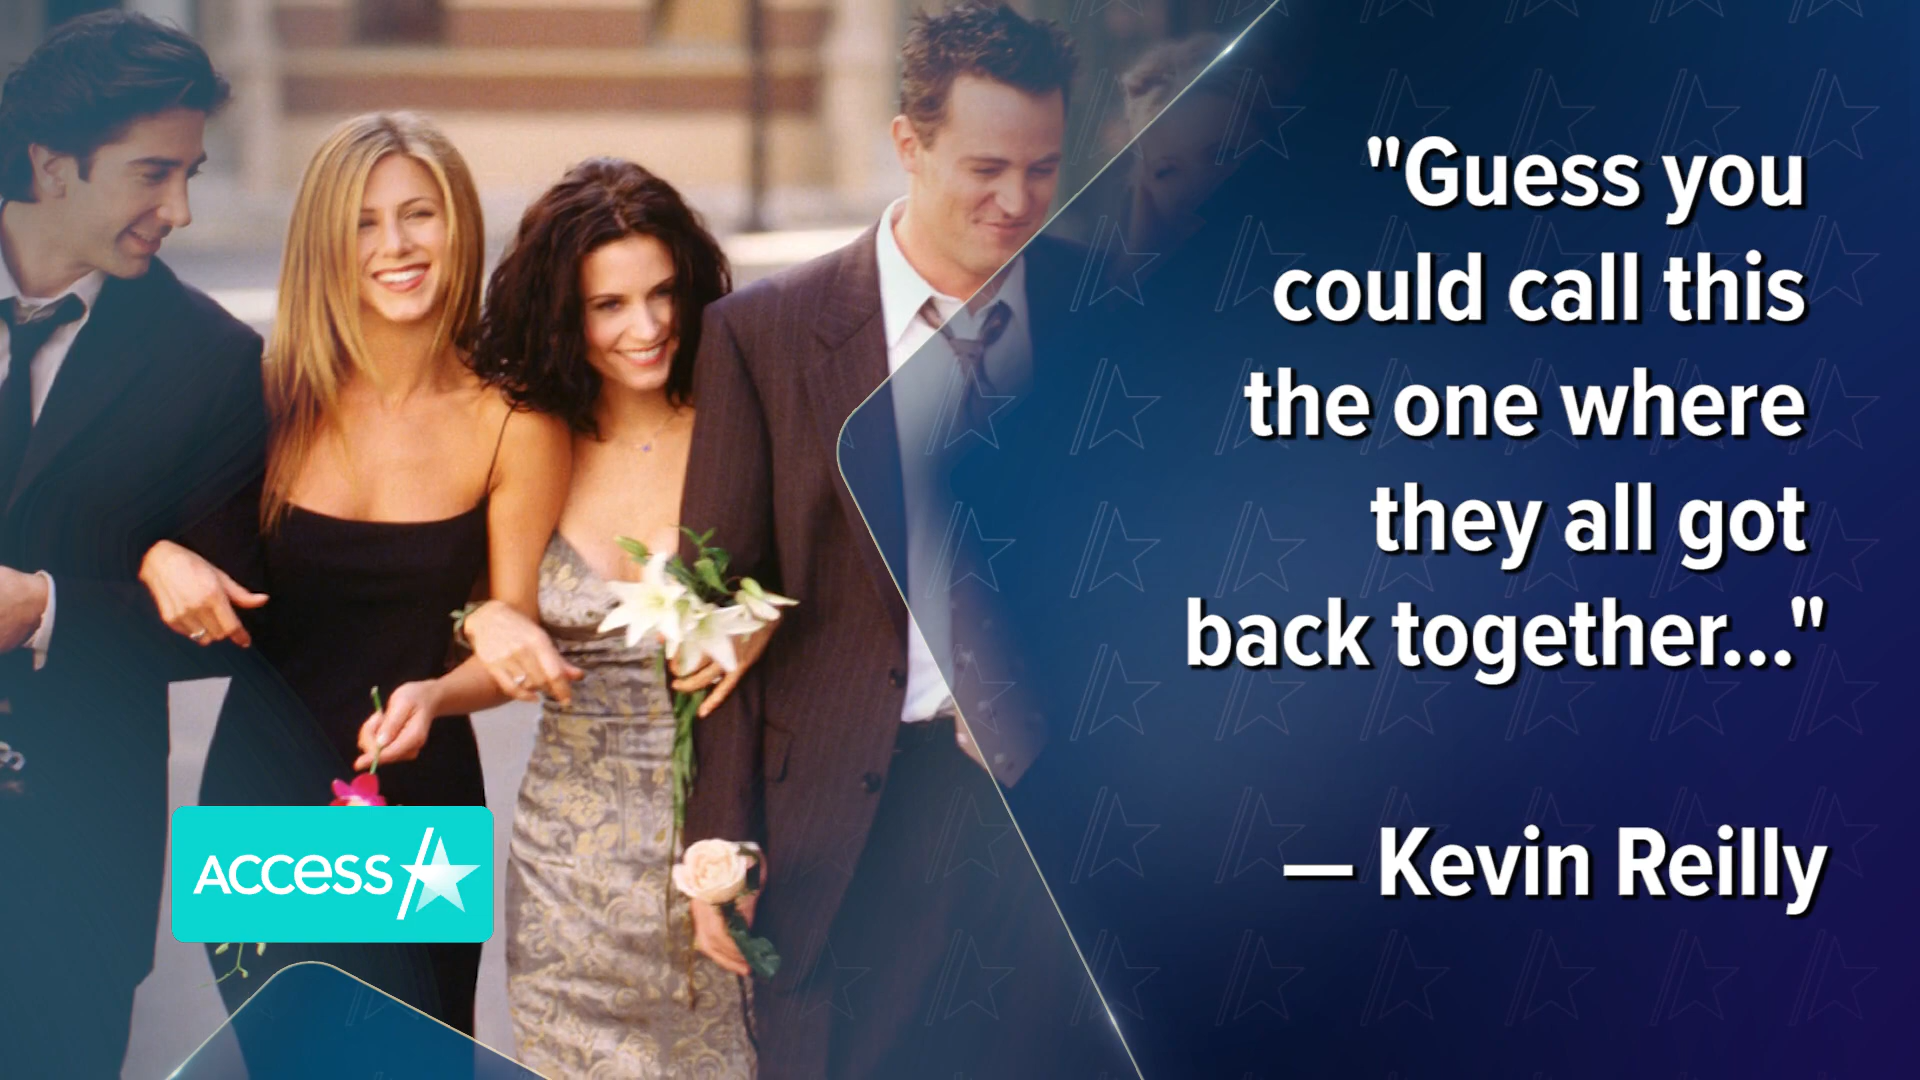 "Guess you
could call this
the one where
they all got
back together..."
— Kevin Reilly
ACCESS